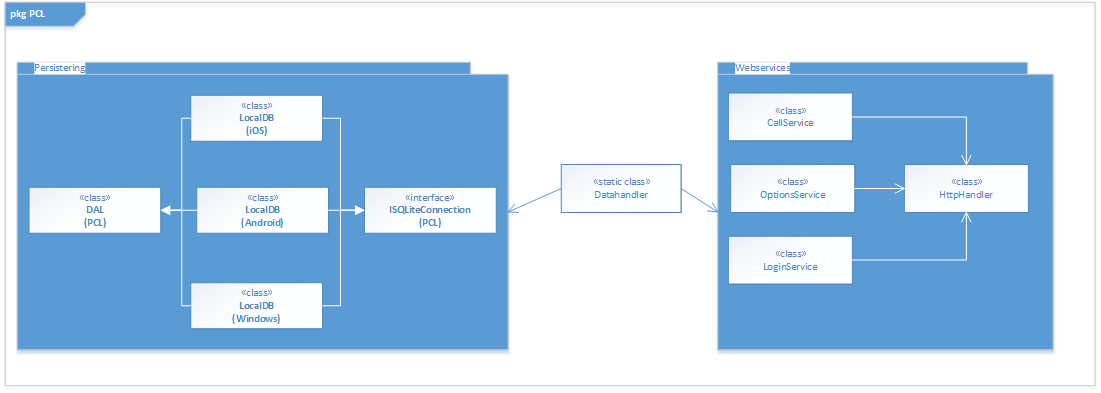 pkg PCL
Persistering
«class»
LocalDB
(iOS)
«class»
DAL
(PCL)
«class»
LocalDB
(Android)
«interface»
ISQLiteConnection
(PCL)
«class»
LocalDB
(Windows)
«static class»
Datahandler
Webservices
«class»
CallService
«class»
OptionsService
«class»
HttpHandler
«class»
LoginService